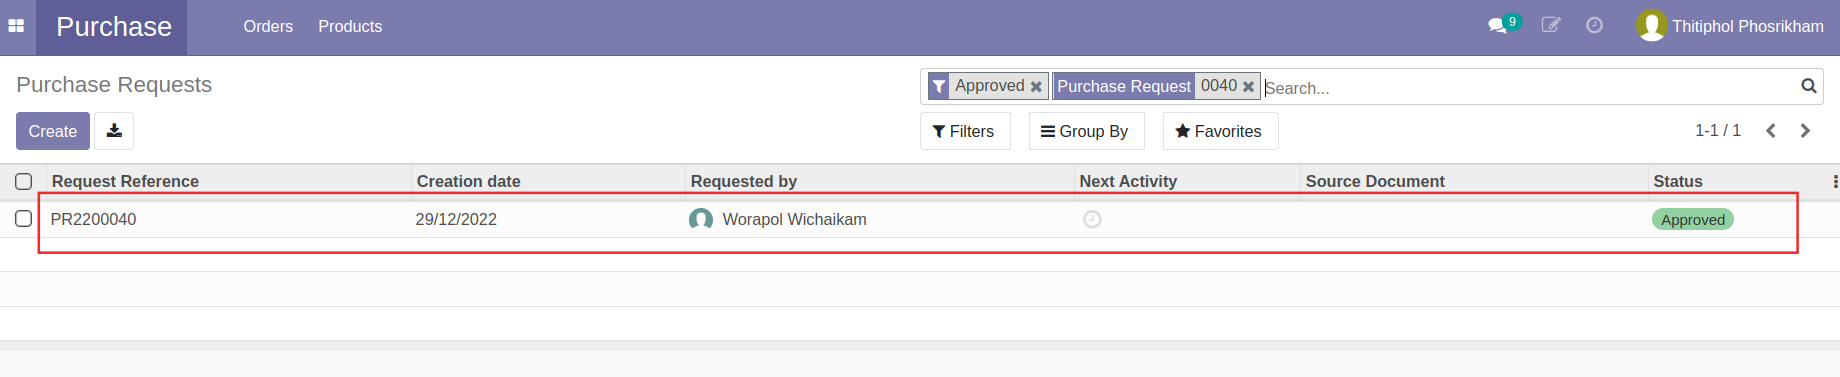 Purchase Orders Products 9 Thitiphol Phosrikham
Purchase Requests Approved Purchase Request 0040 Search...
Create Filters Group By Favorites 1-1 / 1
Request Reference Creation date Requested by Next Activity Source Document Status
PR2200040 29/12/2022 Worapol Wichaikam Approved